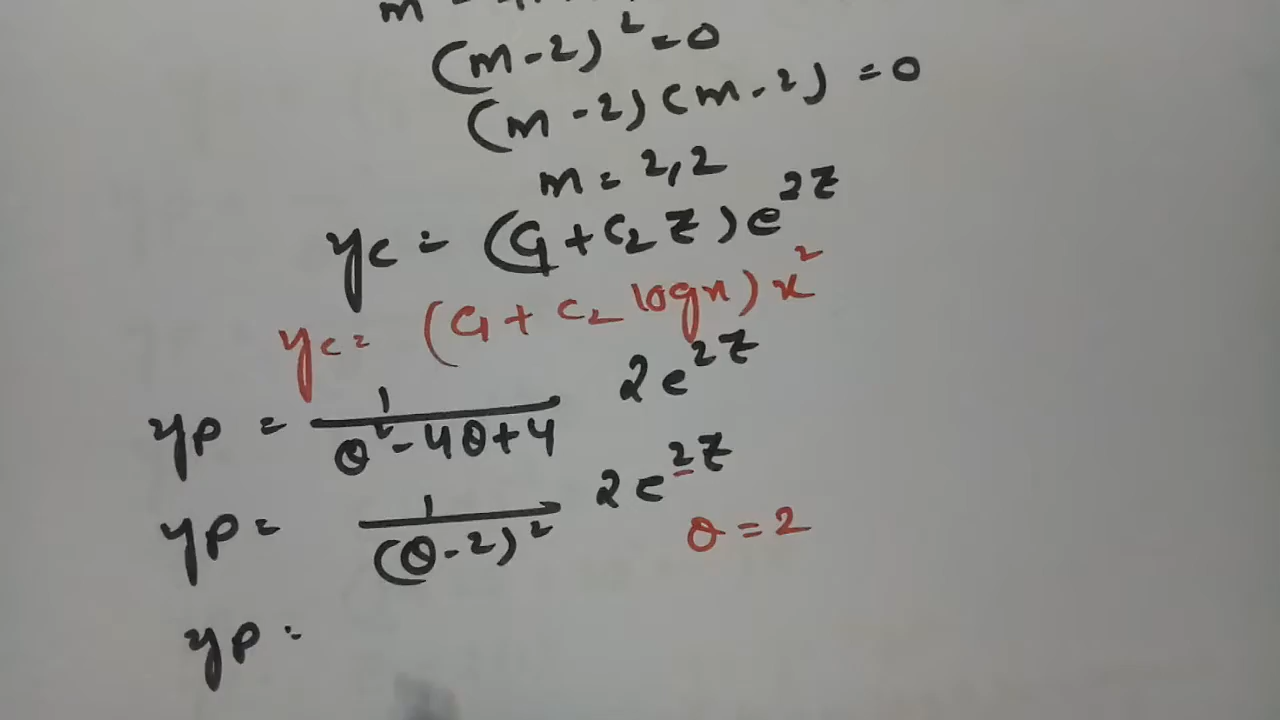 (m-2)² = 0
(m-2)(m-2) = 0
m = 2,2
yc = (C1 + C2 z) e^2z
yc = (C1 + C2 logx) x²
yp = 1/(θ²-4θ+4) 2e^2z
yp = 1/(θ-2)² 2e^2z
θ = 2
yp =